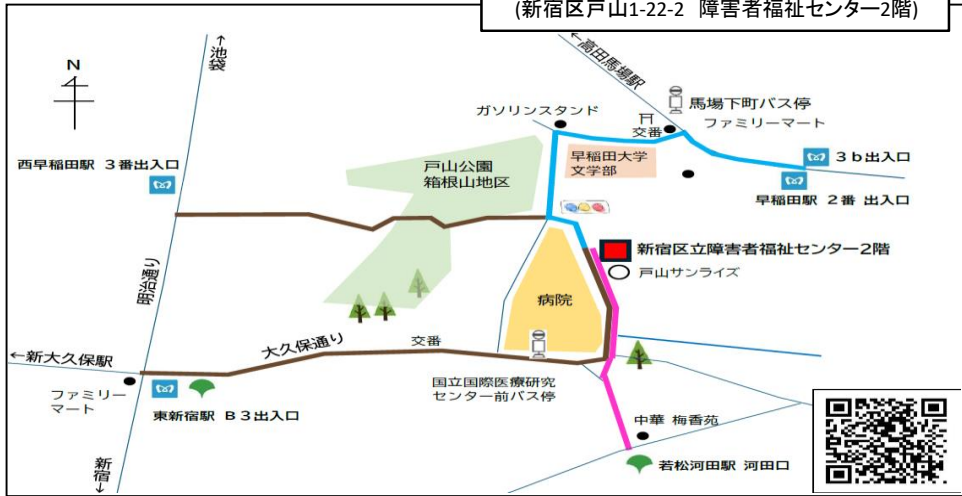 (新宿区戸山1-22-2 障害者福祉センター2階)
N
↑池袋
←高田馬場駅
馬場下町バス停
ガソリンスタンド
交番
ファミリーマート
西早稲田駅 3番出入口
戸山公園
箱根山地区
早稲田大学
文学部
3b出入口
早稲田駅 2番 出入口
新宿区立障害者福祉センター2階
戸山サンライズ
明治通り
病院
大久保通り
交番
←新大久保駅
ファミリー
マート
東新宿駅 B3出入口
国立国際医療研究
センター前バス停
中華 梅香苑
若松河田駅 河田口
新宿↓